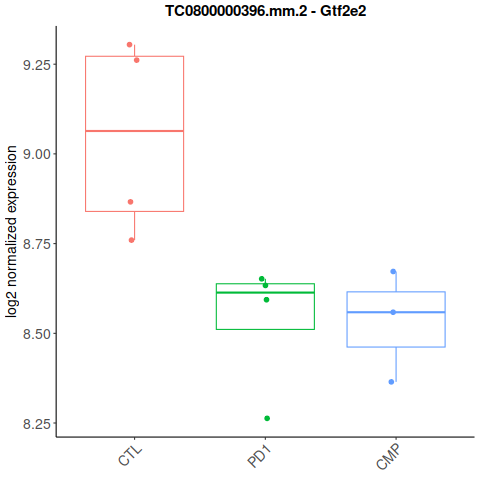 TC0800000396.mm.2 - Gtf2e2
log2 normalized expression
9.25
9.00
8.75
8.50
8.25
CTL
PD1
CMP